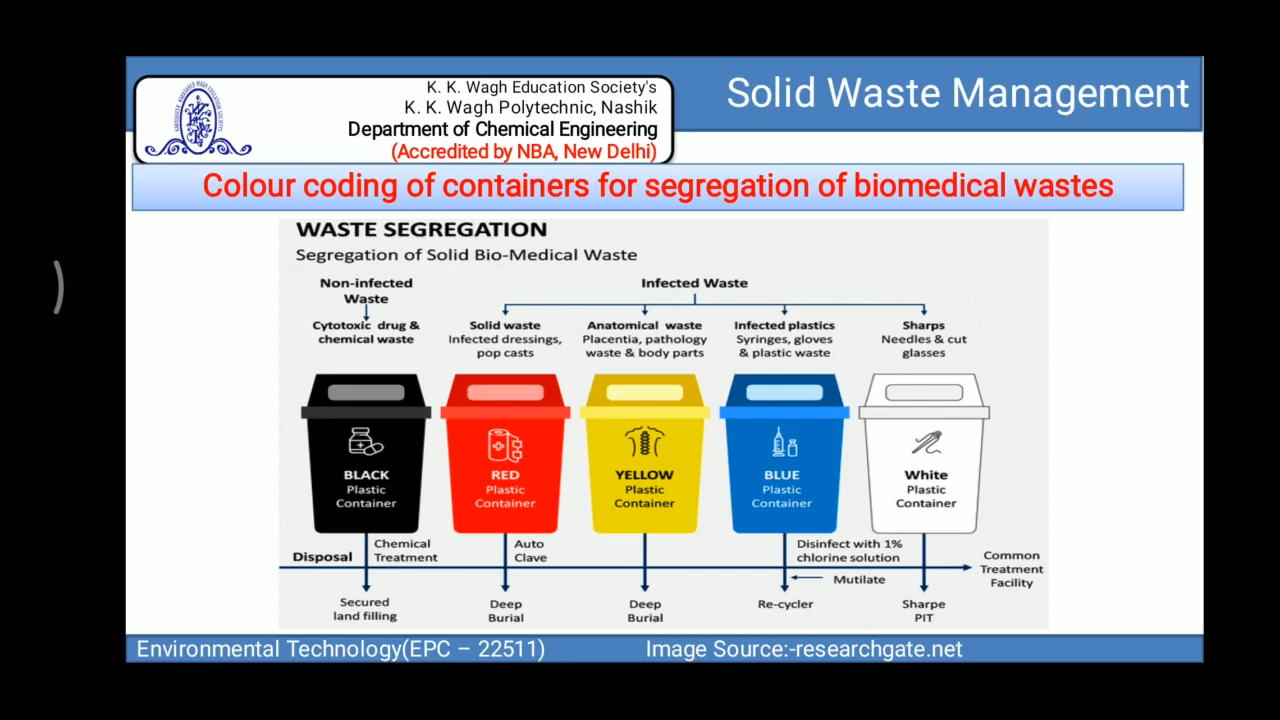 K. K. Wagh Education Society's
K. K. Wagh Polytechnic, Nashik
Department of Chemical Engineering
(Accredited by NBA, New Delhi)
Solid Waste Management
Colour coding of containers for segregation of biomedical wastes
WASTE SEGREGATION
Segregation of Solid Bio-Medical Waste
Non-infected
Waste
Infected Waste
Cytotoxic drug &
chemical waste
Solid waste
Infected dressings,
pop casts
Anatomical waste
Placentia, pathology
waste & body parts
Infected plastics
Syringes, gloves
& plastic waste
Sharps
Needles & cut
glasses
BLACK
Plastic
Container
RED
Plastic
Container
YELLOW
Plastic
Container
BLUE
Plastic
Container
White
Plastic
Container
Disposal
Chemical
Treatment
Auto
Clave
Disinfect with 1%
chlorine solution
Mutilate
Common
Treatment
Facility
Secured
land filling
Deep
Burial
Deep
Burial
Re-cycler
Sharpe
PIT
Environmental Technology(EPC – 22511)
Image Source:-researchgate.net